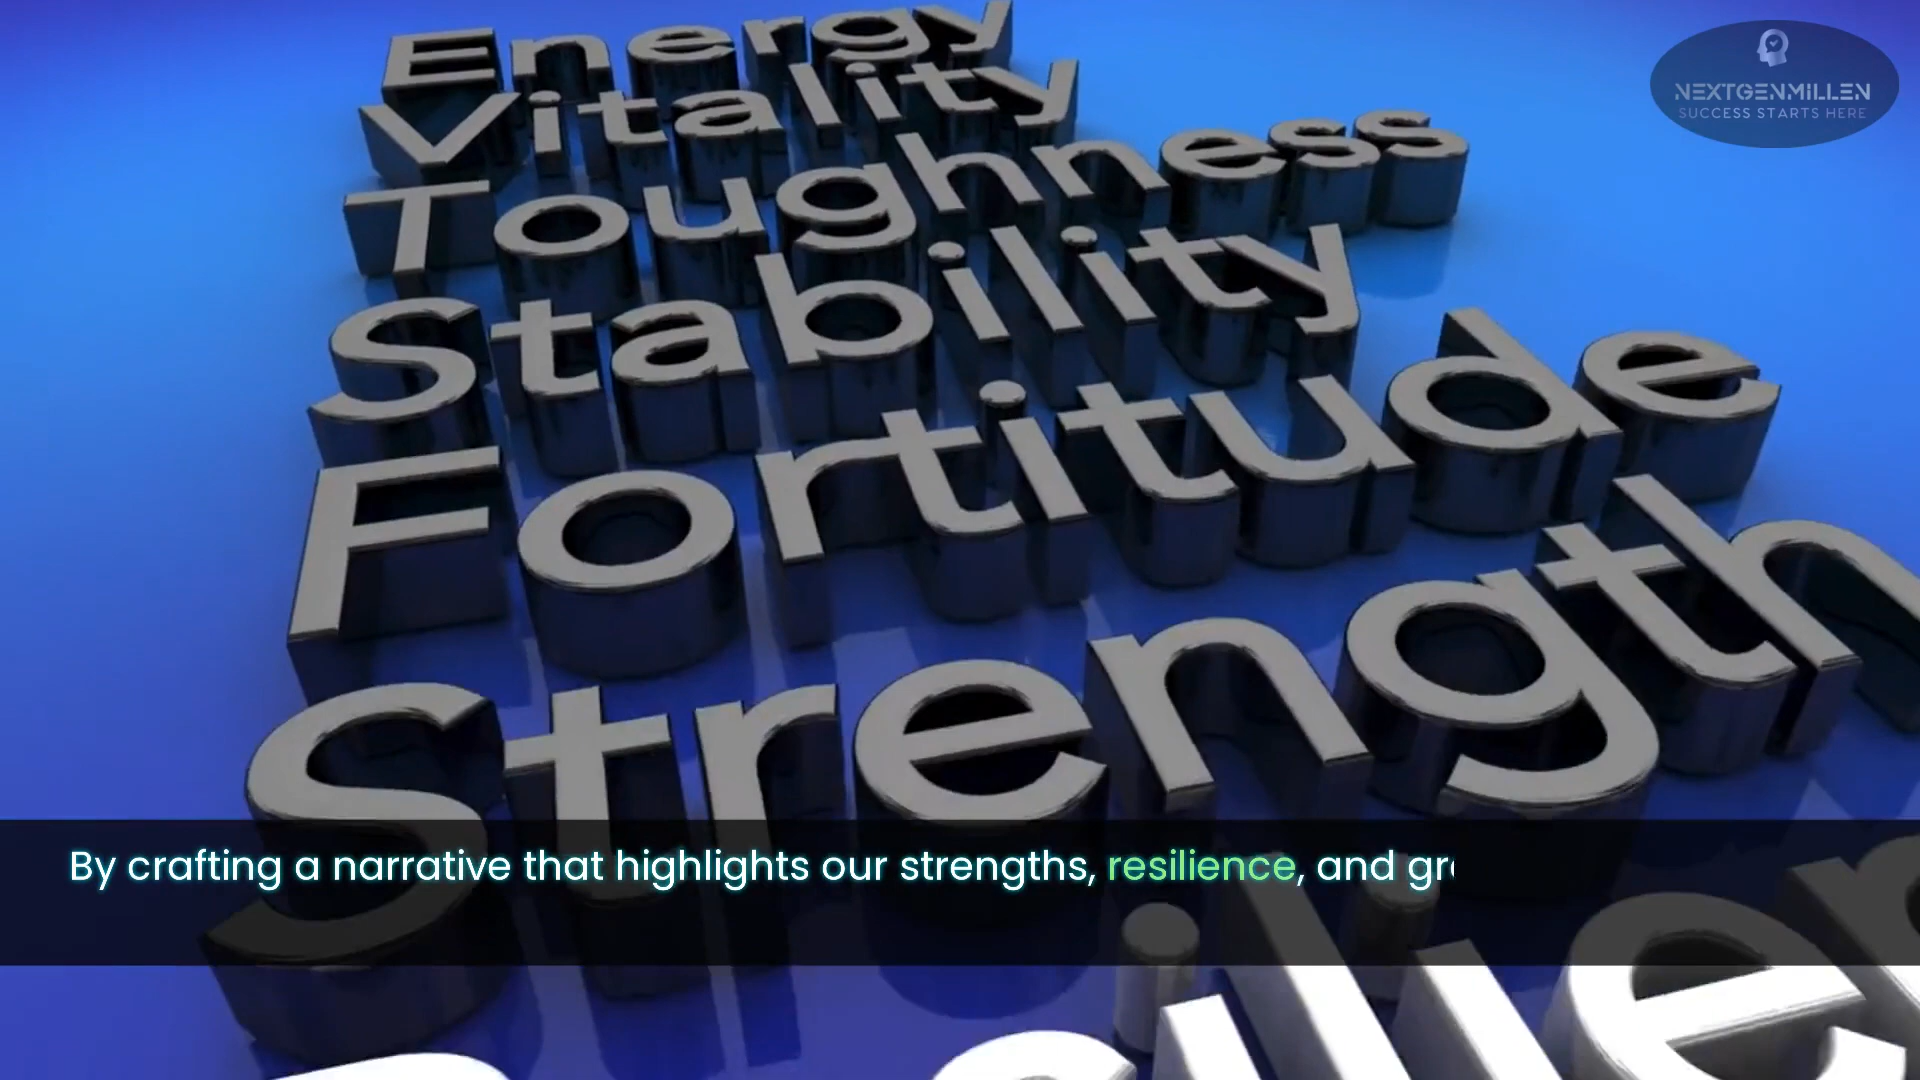 Energy
NEXTGENMILLEN
SUCCESS STARTS HERE
Vitality
Toughness
Stability
Fortitude
Strength
By crafting a narrative that highlights our strengths, resilience, and